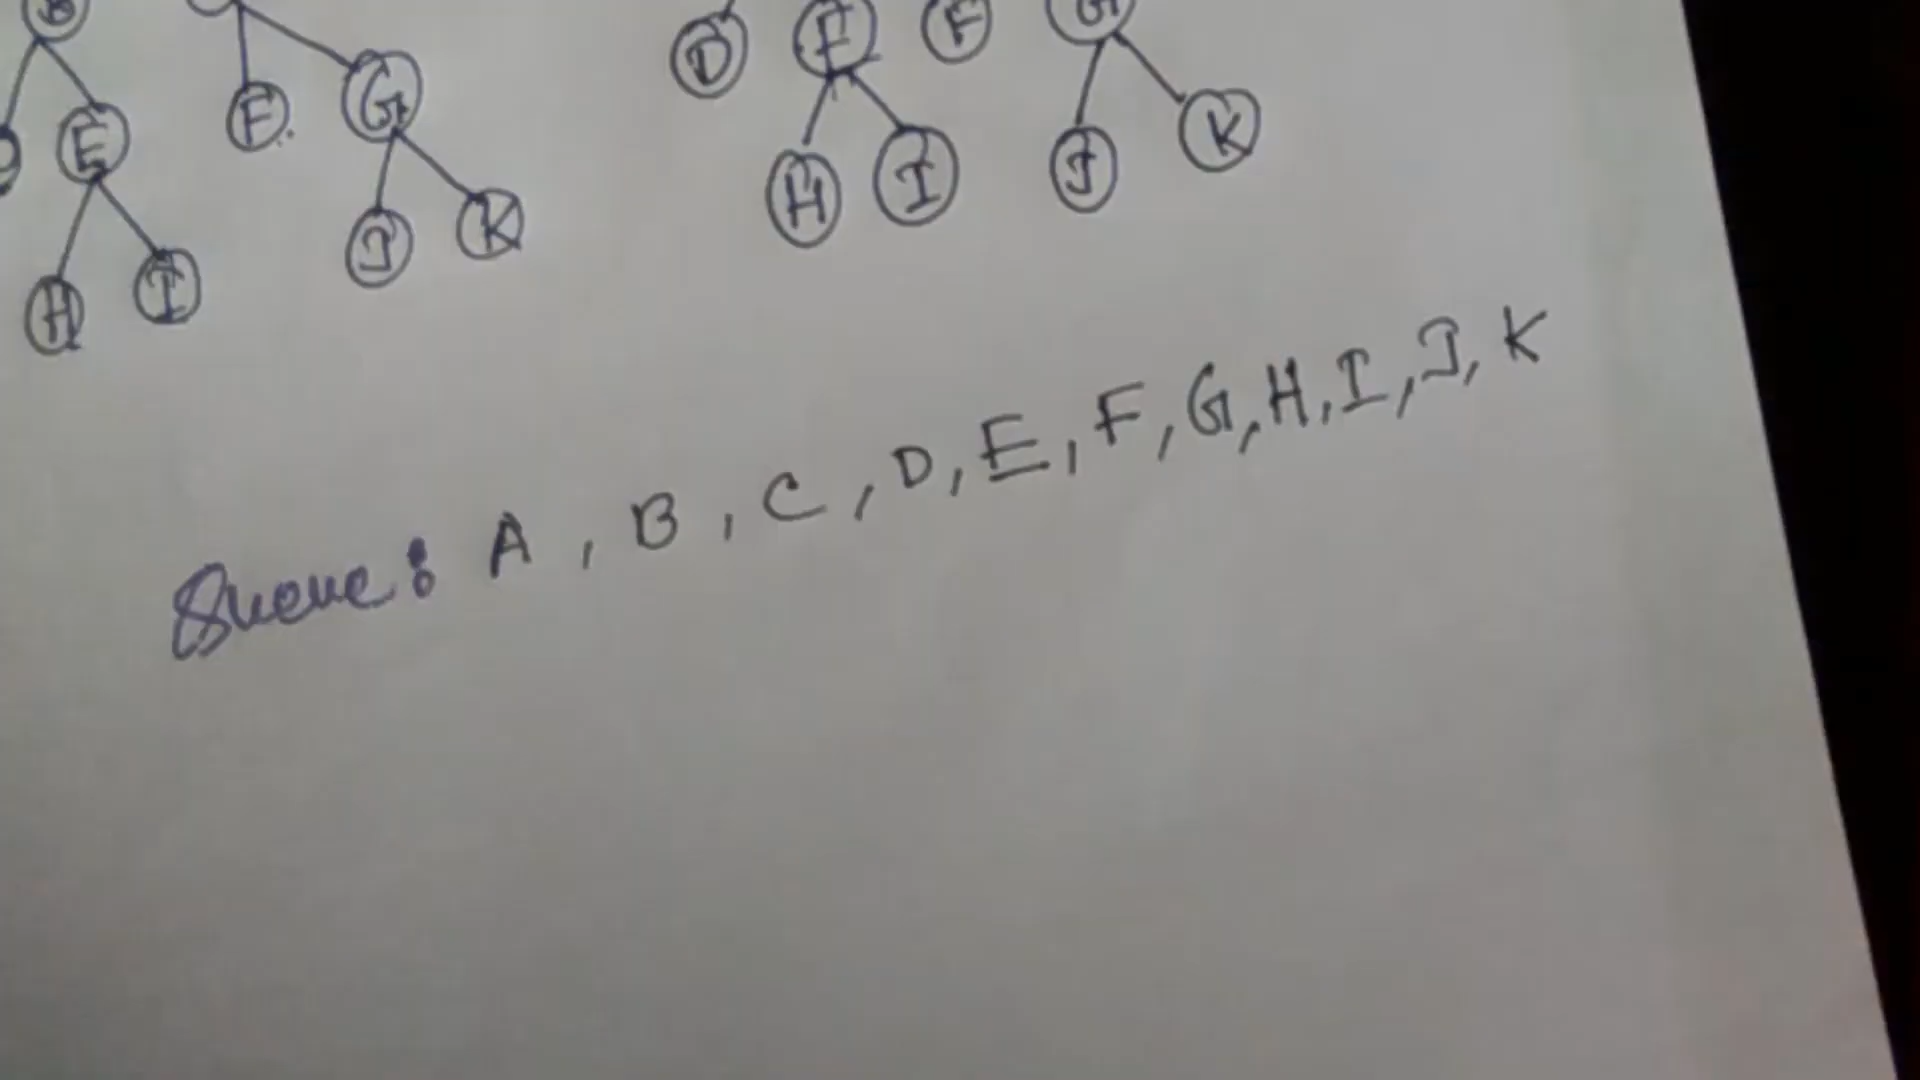 B
D E F G
F G
E
K
J
H I
K
J
H I
Queue: A, B, C, D, E, F, G, H, I, J, K